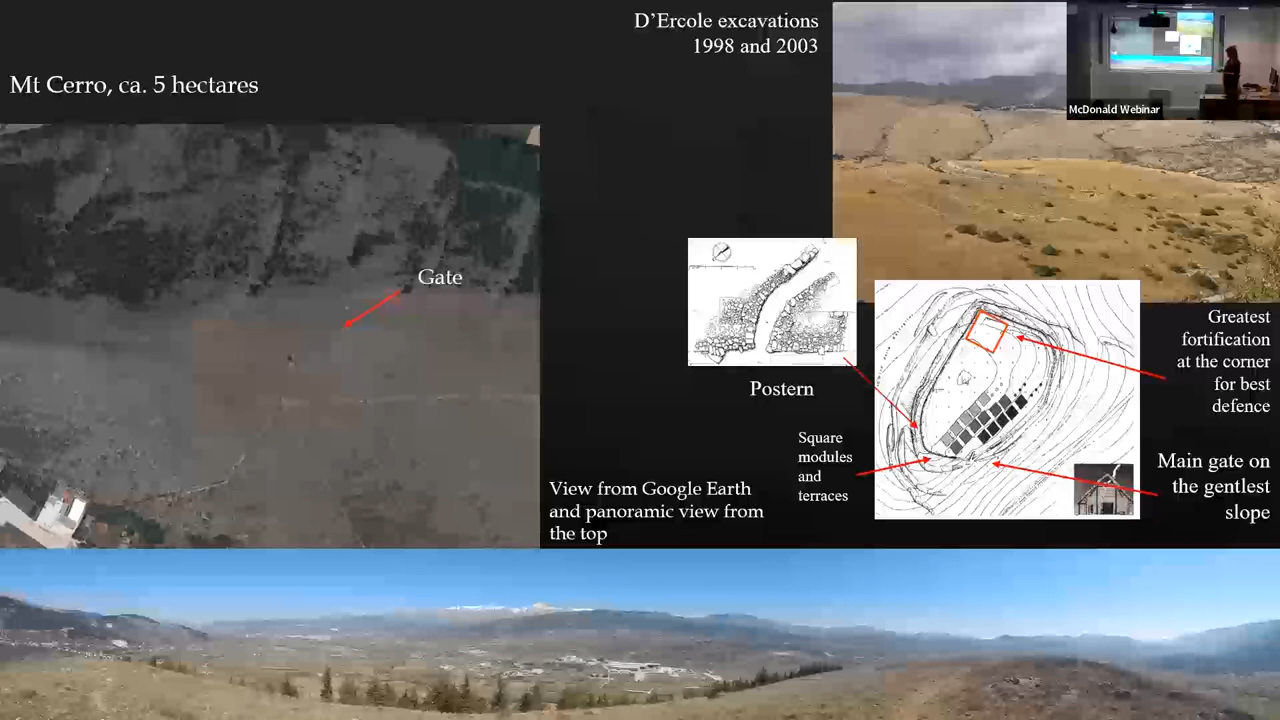 D'Ercole excavations
1998 and 2003
Mt Cerro, ca. 5 hectares
McDonald Webinar
Gate
Postern
Greatest
fortification
at the corner
for best
defence
Square
modules
and
terraces
Main gate on
the gentlest
slope
View from Google Earth
and panoramic view from
the top